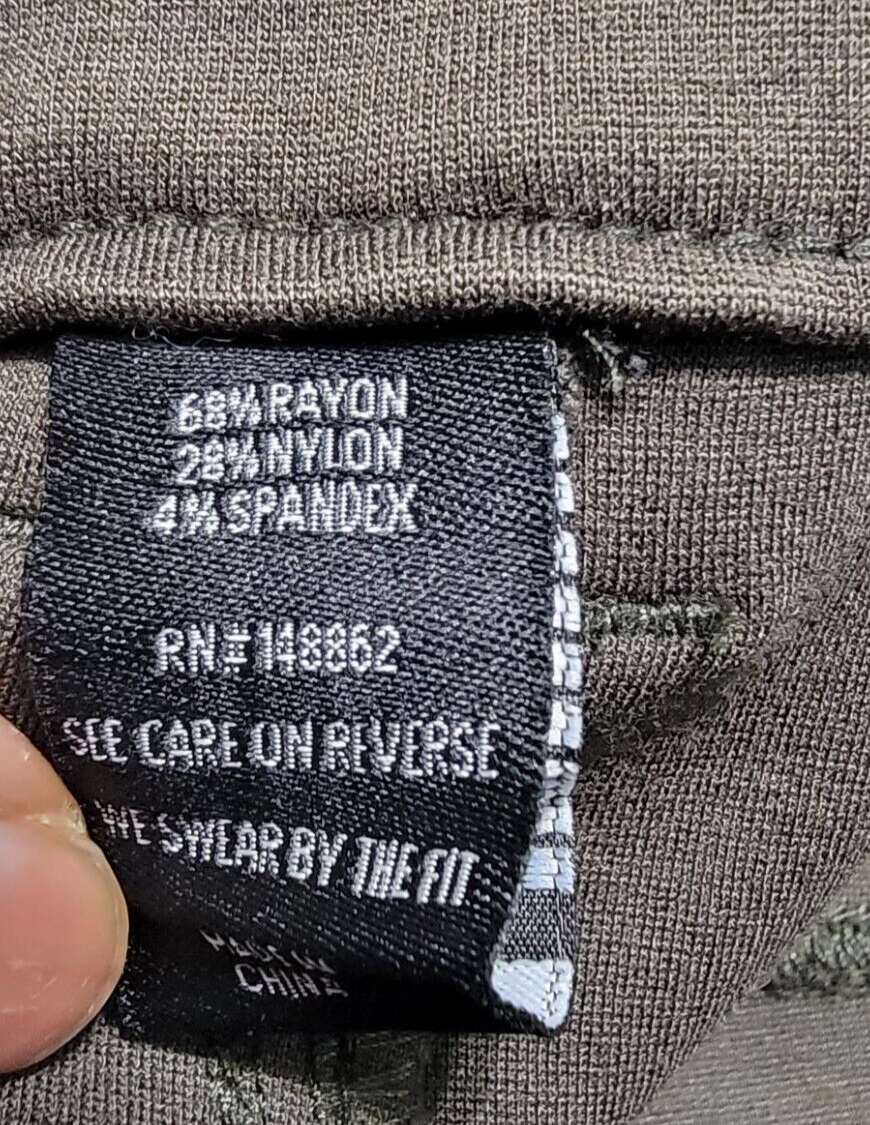 68% RAYON
28% NYLON
4% SPANDEX
RN# 148862
SEE CARE ON REVERSE
WE SWEAR BY THE FIT
MADE IN
CHINA